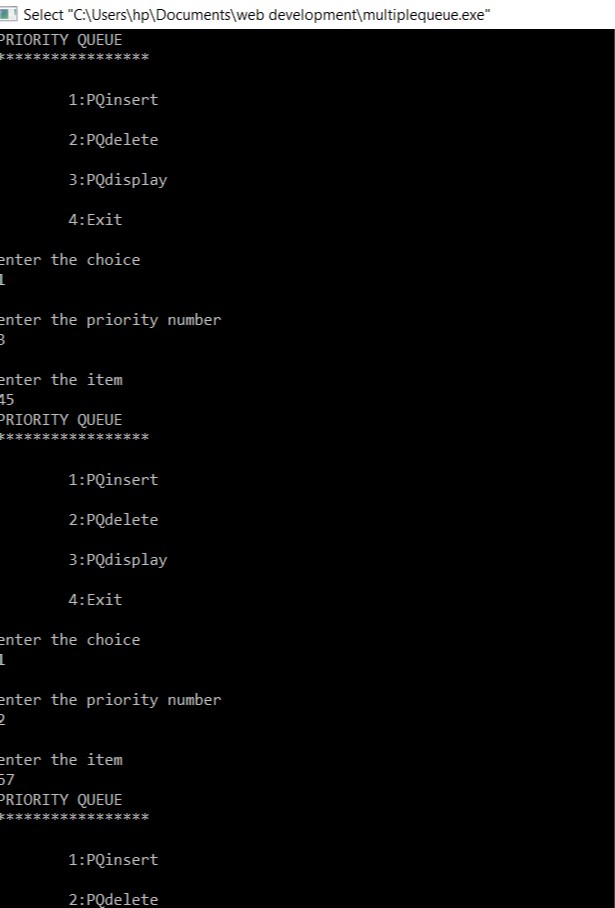 Select "C:\Users\hp\Documents\web development\multiplequeue.exe"
PRIORITY QUEUE
*****************
1:PQinsert
2:PQdelete
3:PQdisplay
4:Exit
enter the choice
1
enter the priority number
3
enter the item
45
PRIORITY QUEUE
*****************
1:PQinsert
2:PQdelete
3:PQdisplay
4:Exit
enter the choice
1
enter the priority number
2
enter the item
PRIORITY QUEUE
*****************
1:PQinsert
2:PQdelete